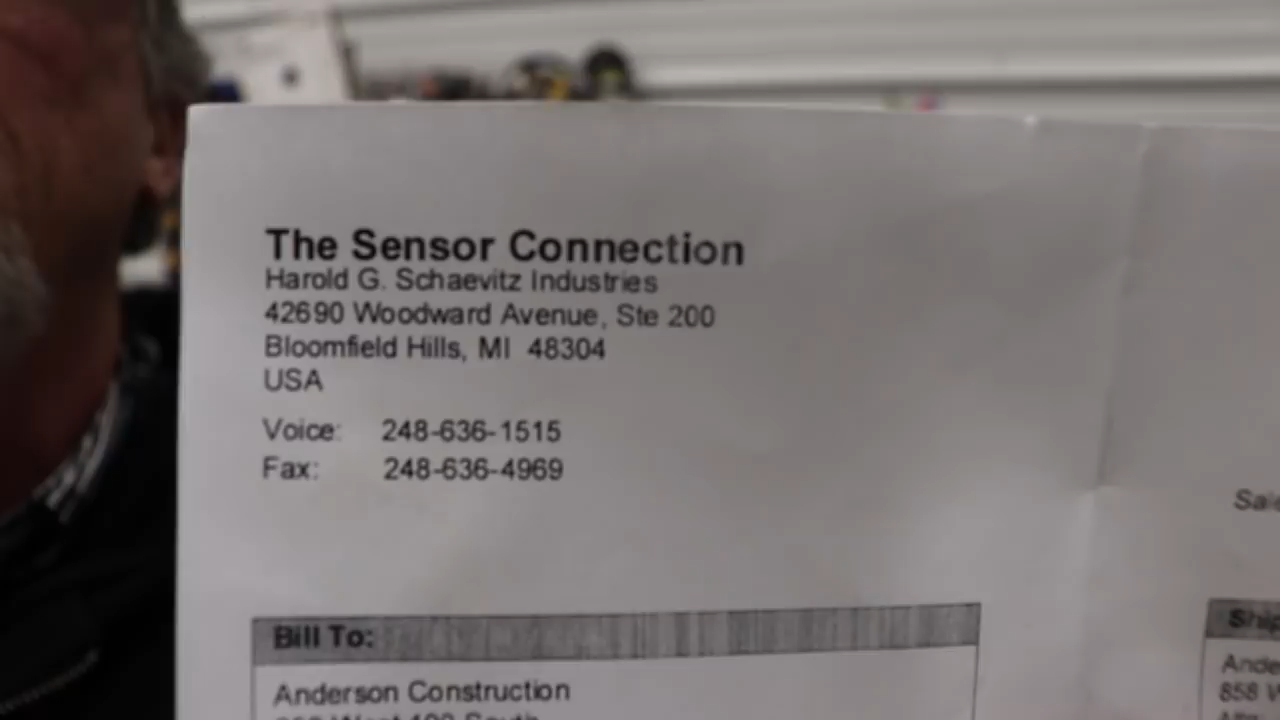 The Sensor Connection
Harold G. Schaevitz Industries
42690 Woodward Avenue, Ste 200
Bloomfield Hills, MI 48304
USA
Voice: 248-636-1515
Fax: 248-636-4969
Bill To:
Anderson Construction
858 W